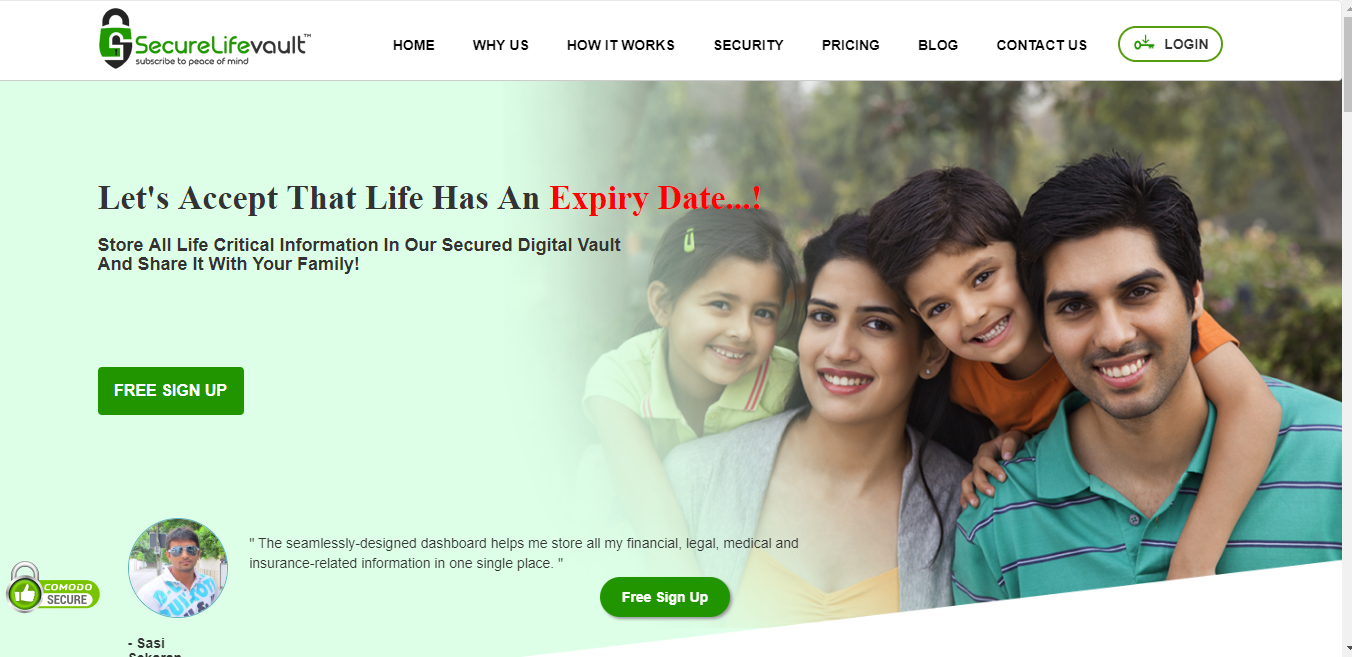 SecureLifevault™
subscribe to peace of mind
HOME
WHY US
HOW IT WORKS
SECURITY
PRICING
BLOG
CONTACT US
LOGIN
Let's Accept That Life Has An Expiry Date...!
Store All Life Critical Information In Our Secured Digital Vault
And Share It With Your Family!
FREE SIGN UP
" The seamlessly-designed dashboard helps me store all my financial, legal, medical and
insurance-related information in one single place. "
COMODO
SECURE
Free Sign Up
- Sasi